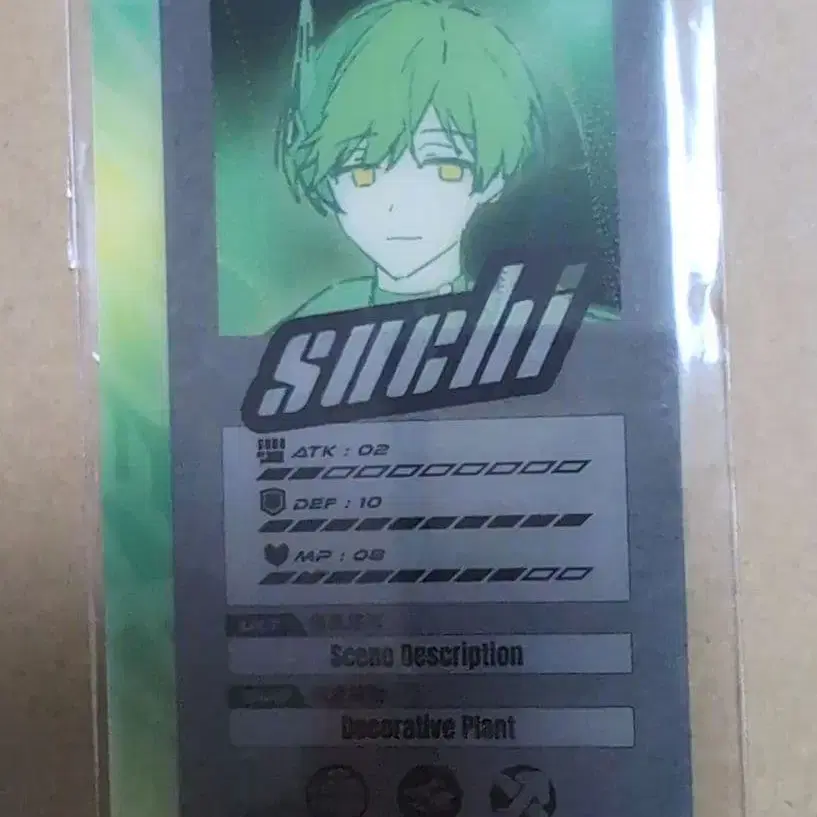 suchi
ATK : 02
DEF : 10
MP : 08
Scene Description
Decorative Plant